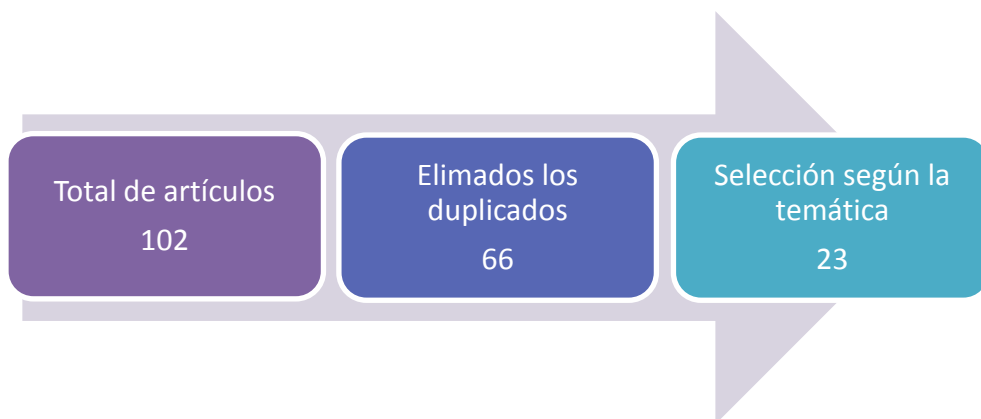 Total de artículos
102
Elimados los
duplicados
66
Selección según la
temática
23